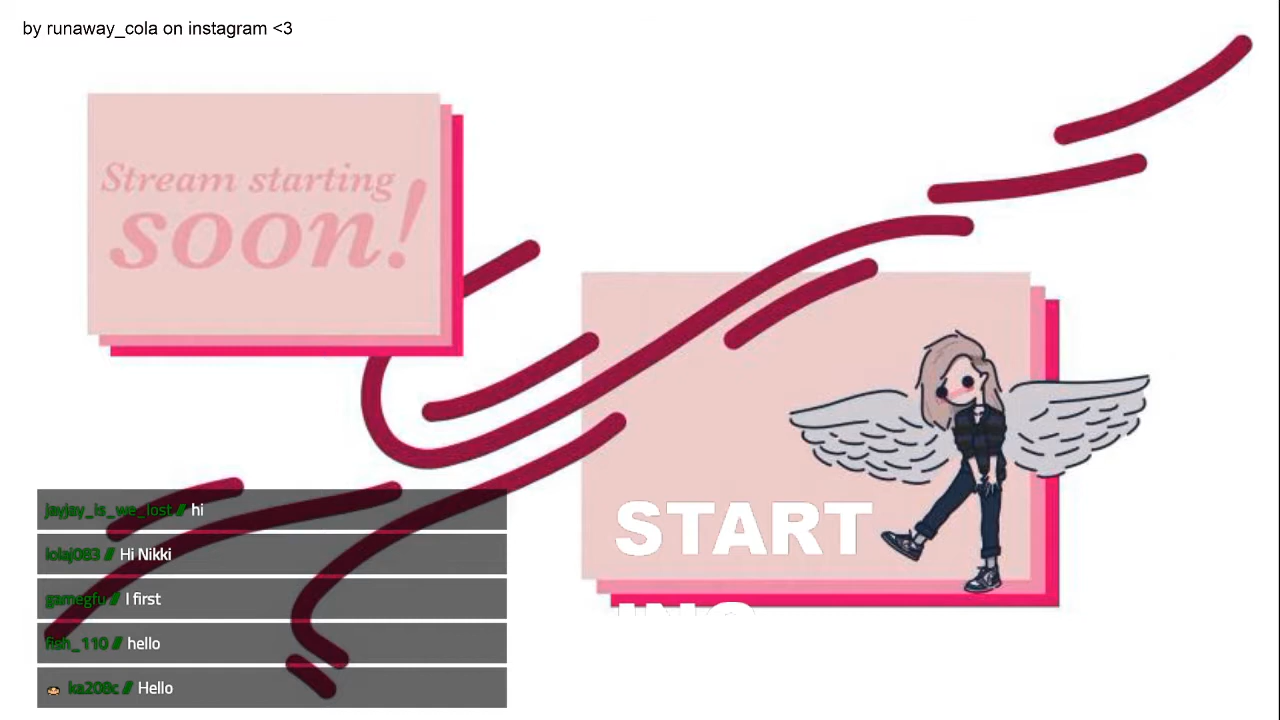 by runaway_cola on instagram <3
Stream starting
soon!
START
ING
jayjay_is_we_lost // hi
lolaj083 // Hi Nikki
gamegfu // I first
fish_110 // hello
ka208c // Hello